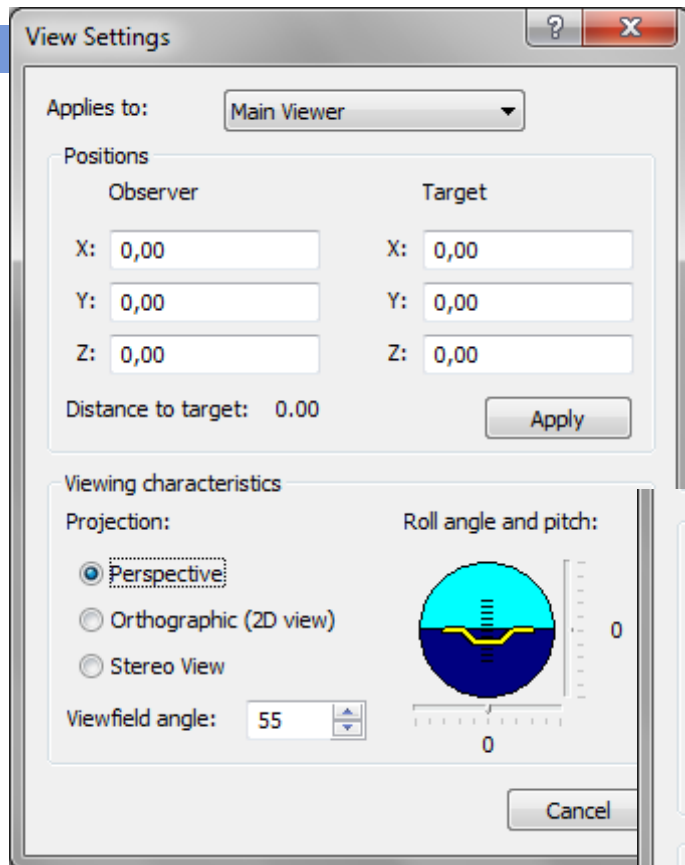 View Settings
?
Applies to: Main Viewer
Positions
Observer Target
X: 0,00 X: 0,00
Y: 0,00 Y: 0,00
Z: 0,00 Z: 0,00
Distance to target: 0.00 Apply
Viewing characteristics
Projection: Roll angle and pitch:
Perspective
Orthographic (2D view) 0
Stereo View
Viewfield angle: 55
0
Cancel